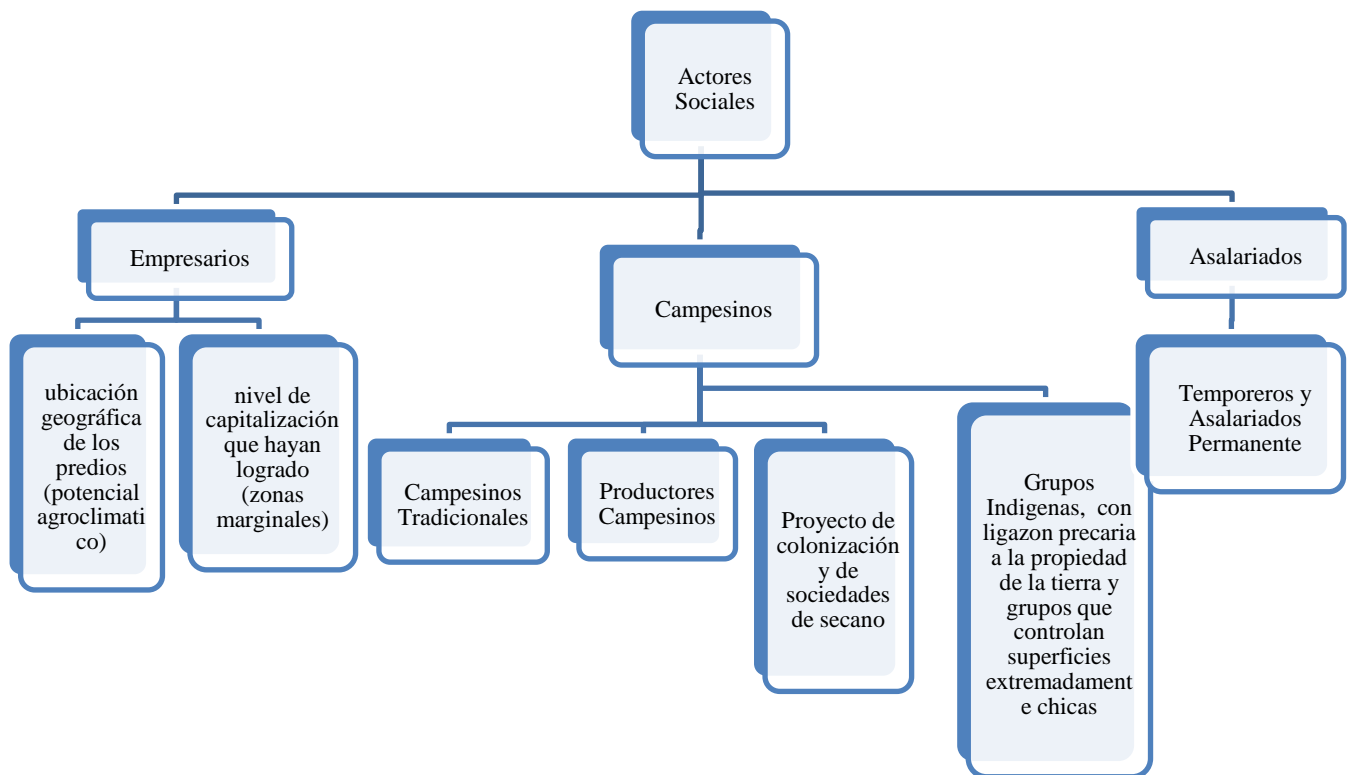 Actores
Sociales
Empresarios
Campesinos
Asalariados
ubicación
geográfica
de los
predios
(potencial
agroclimati
co)
nivel de
capitalización
que hayan
logrado
(zonas
marginales)
Campesinos
Tradicionales
Productores
Campesinos
Proyecto de
colonización
y de
sociedades
de secano
Grupos
Indigenas, con
ligazon precaria
a la propiedad
de la tierra y
grupos que
controlan
superficies
extremadament
e chicas
Temporeros y
Asalariados
Permanente